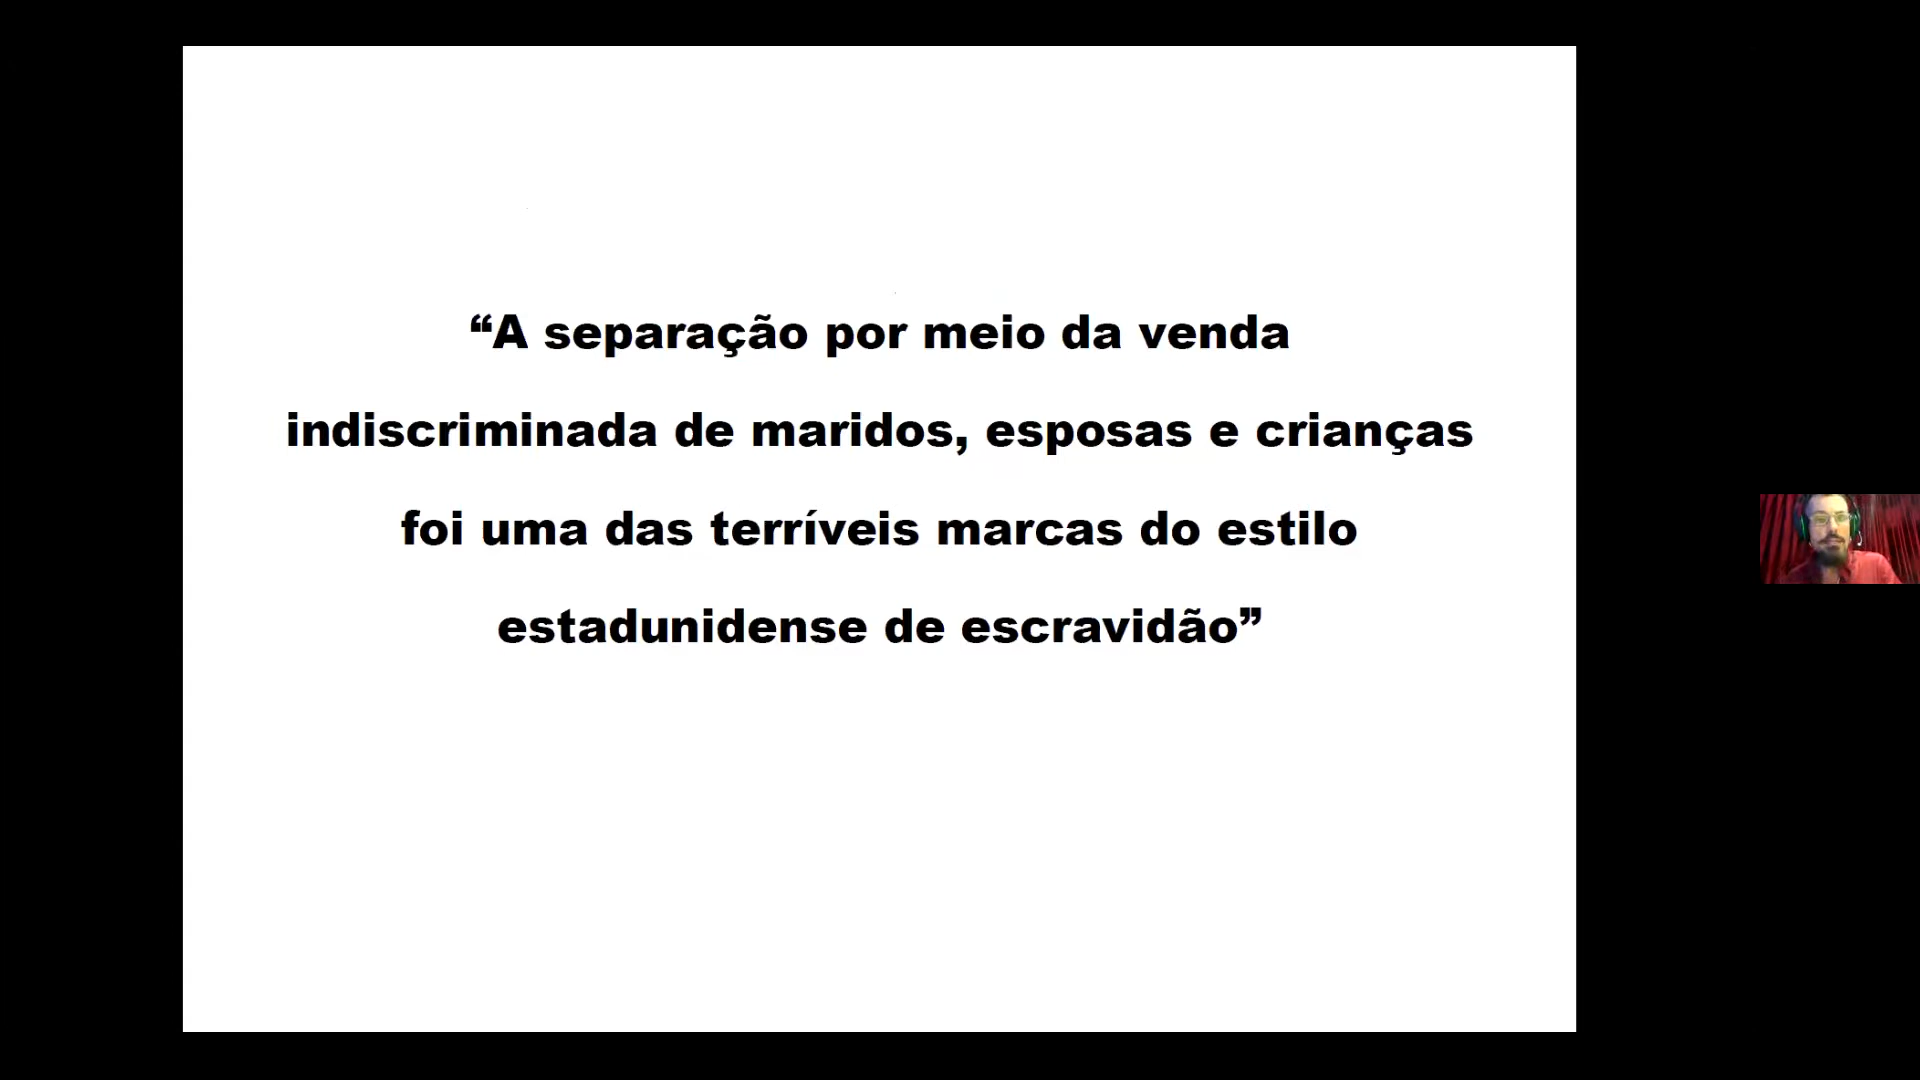 “A separação por meio da venda
indiscriminada de maridos, esposas e crianças
foi uma das terríveis marcas do estilo
estadunidense de escravidão”